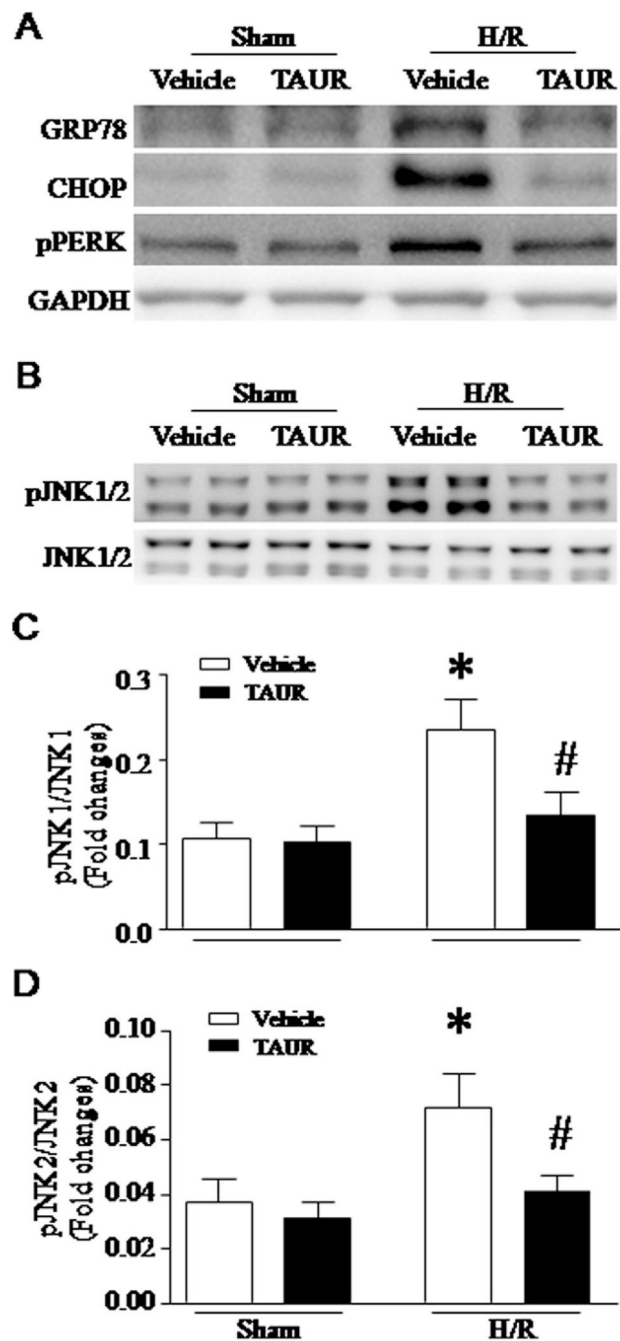 A
Sham H/R
Vehicle TAUR Vehicle TAUR
GRP78
CHOP
pPERK
GAPDH
B
Sham H/R
Vehicle TAUR Vehicle TAUR
pJNK1/2
JNK1/2
C
Vehicle
TAUR
pJNK1/JNK1
(Fold changes)
0.3
0.2
0.1
0.0
*
#
D
Vehicle
TAUR
pJNK2/JNK2
(Fold changes)
0.10
0.08
0.06
0.04
0.02
0.00
*
#
Sham H/R